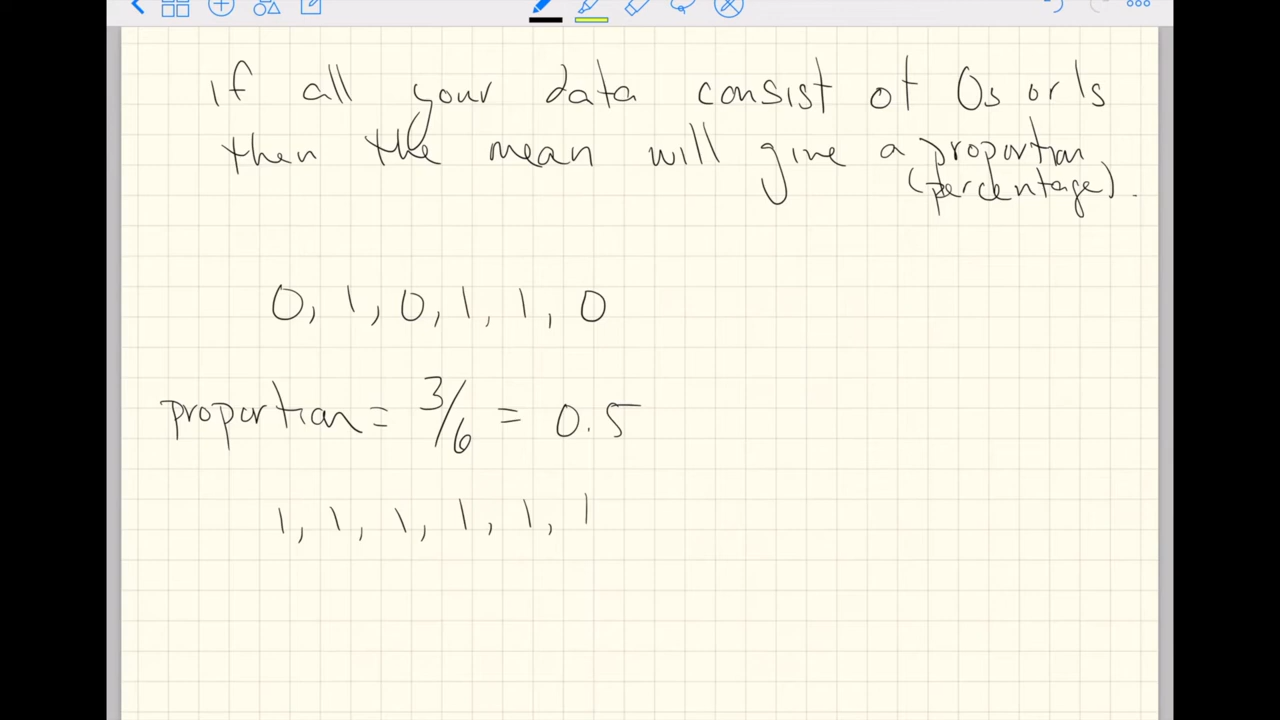 If all your data consist of 0s or 1s
then the mean will give a proportion
(percentage).
0, 1, 0, 1, 1, 0
proportion = 3/6 = 0.5
1, 1, 1, 1, 1, 1